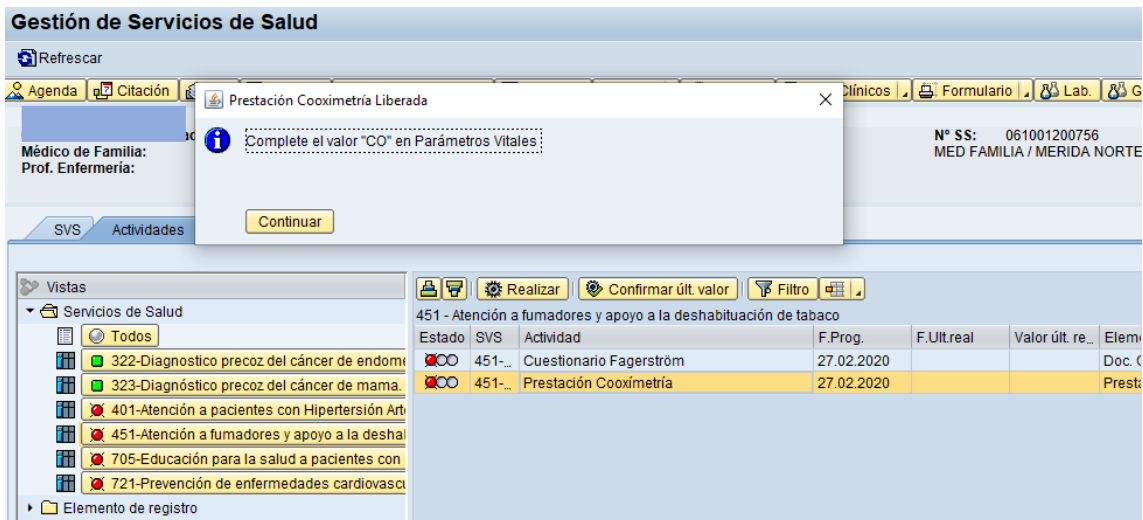 Gestión de Servicios de Salud
Refrescar
Agenda Citación Clínicos Formulario Lab. G
Prestación Cooximetría Liberada
Complete el valor "CO" en Parámetros Vitales
Continuar
Médico de Familia:
Prof. Enfermería:
Nº SS: 061001200756
MED FAMILIA / MERIDA NORTE
SVS Actividades
Vistas
Servicios de Salud
Todos
322-Diagnostico precoz del cáncer de endome
323-Diagnóstico precoz del cáncer de mama.
401-Atención a pacientes con Hipertersión Art
451-Atención a fumadores y apoyo a la deshal
705-Educación para la salud a pacientes con
721-Prevención de enfermedades cardiovascu
Elemento de registro
Realizar Confirmar últ. valor Filtro
451 - Atención a fumadores y apoyo a la deshabituación de tabaco
Estado SVS Actividad F.Prog. F.Ult.real Valor últ. re... Eleme
451-... Cuestionario Fagerström 27.02.2020 Doc. C
451-... Prestación Cooxímetría 27.02.2020 Presta